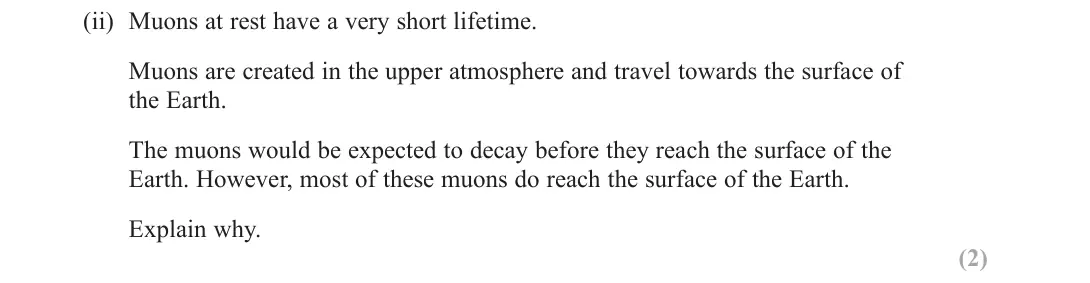 (ii) Muons at rest have a very short lifetime.
Muons are created in the upper atmosphere and travel towards the surface of
the Earth.
The muons would be expected to decay before they reach the surface of the
Earth. However, most of these muons do reach the surface of the Earth.
Explain why.
(2)